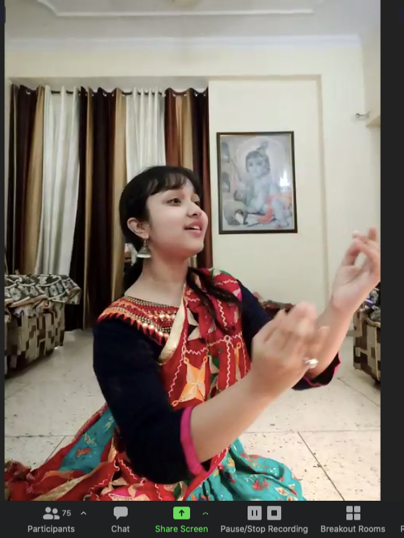 75
Participants
Chat
Share Screen
Pause/Stop Recording
Breakout Rooms